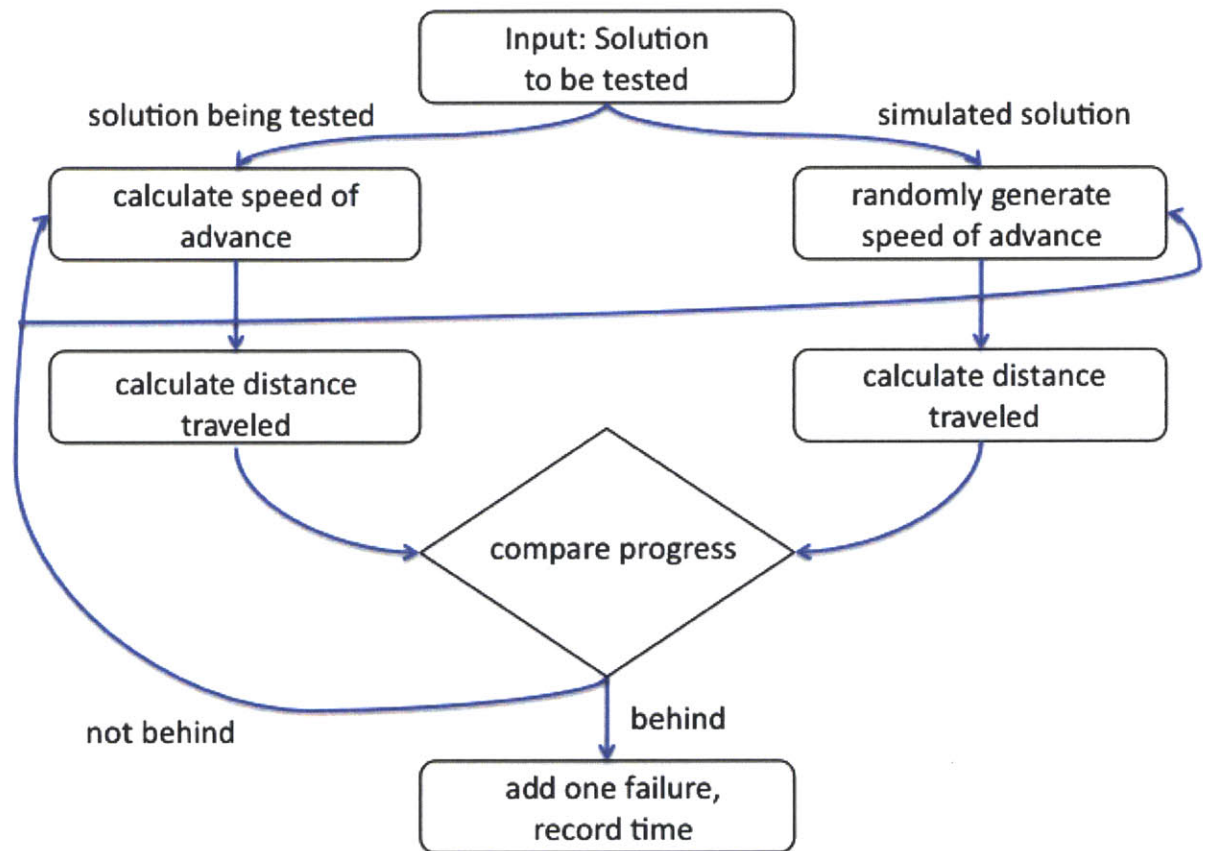 Input: Solution
to be tested
solution being tested
simulated solution
calculate speed of
advance
randomly generate
speed of advance
calculate distance
traveled
calculate distance
traveled
compare progress
not behind
behind
add one failure,
record time